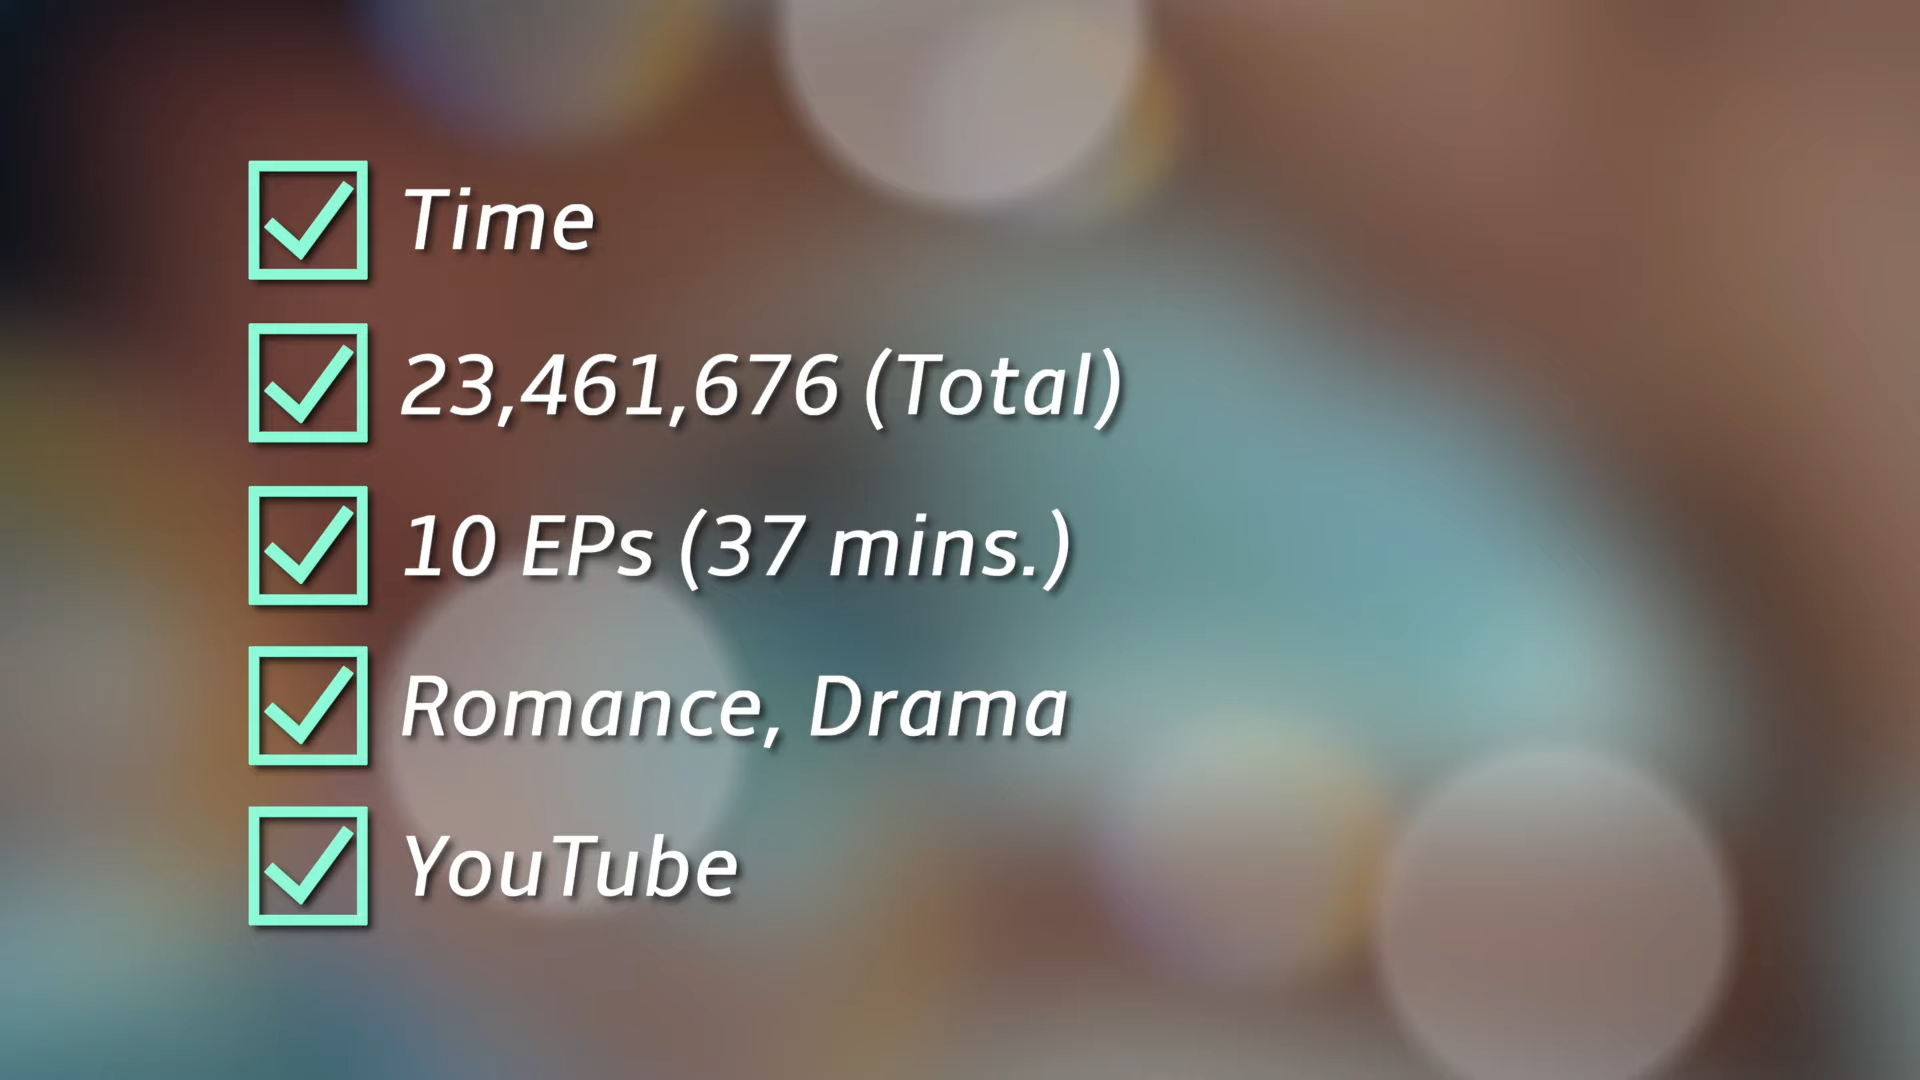 Time
23,461,676 (Total)
10 EPs (37 mins.)
Romance, Drama
YouTube